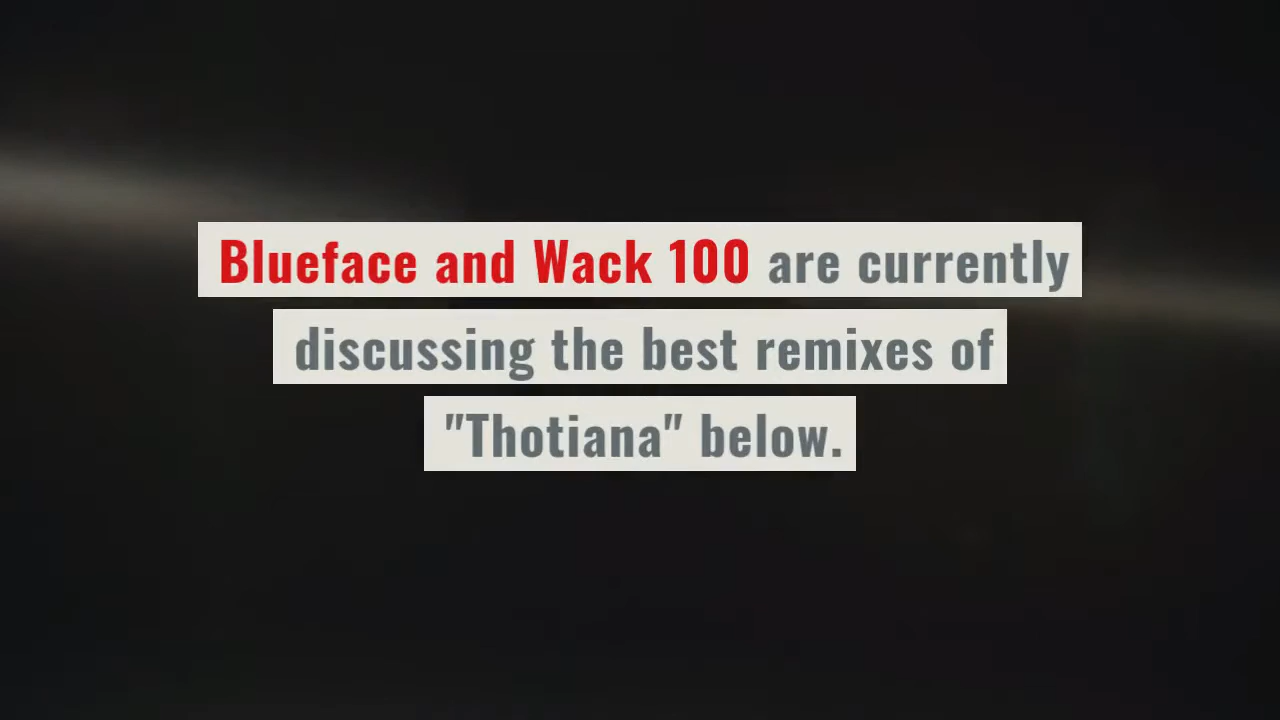 Blueface and Wack 100 are currently
discussing the best remixes of
"Thotiana" below.